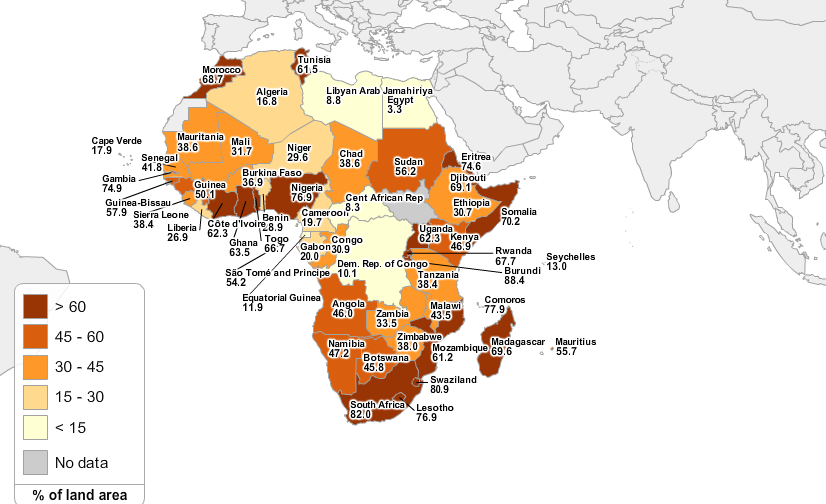 Morocco
68.7
Tunisia
61.5
Algeria
16.8
Libyan Arab Jamahiriya
8.8
Egypt
3.3
Cape Verde
17.9
Mauritania
38.6
Mali
31.7
Niger
29.6
Chad
38.6
Sudan
56.2
Eritrea
74.6
Senegal
41.8
Gambia
74.9
Guinea-Bissau
57.9
Guinea
50.1
Sierra Leone
38.4
Liberia
26.9
Burkina Faso
36.9
Côte d'Ivoire
62.3
Ghana
63.5
Togo
66.7
Benin
28.9
Nigeria
76.9
Cameroon
19.7
Cent African Rep
8.3
Djibouti
69.1
Ethiopia
30.7
Somalia
70.2
Uganda
62.3
Kenya
46.9
Rwanda
67.7
Burundi
88.4
Seychelles
13.0
Congo
30.9
Gabon
20.0
Dem. Rep. of Congo
10.1
São Tomé and Principe
54.2
Equatorial Guinea
11.9
Tanzania
38.4
Comoros
77.9
Angola
46.0
Zambia
33.5
Malawi
43.5
Zimbabwe
38.0
Mozambique
61.2
Madagascar
69.6
Mauritius
55.7
Namibia
47.2
Botswana
45.8
Swaziland
80.9
South Africa
82.0
Lesotho
76.9
> 60
45 - 60
30 - 45
15 - 30
< 15
No data
% of land area